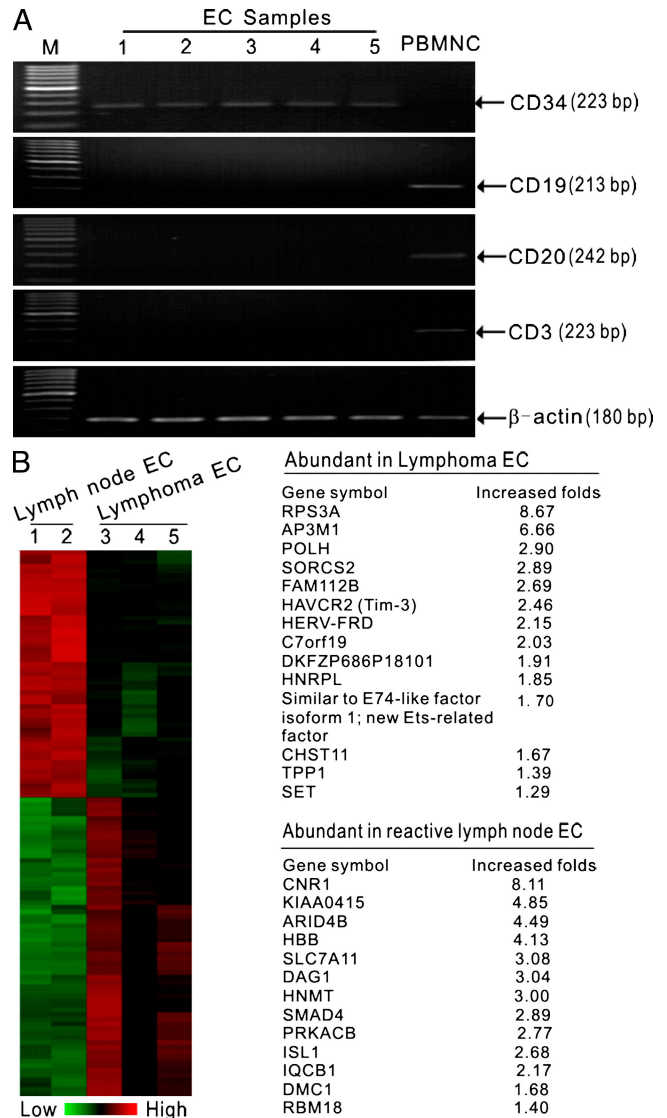 A
EC Samples
M 1 2 3 4 5 PBMNC
CD34 (223 bp)
CD19 (213 bp)
CD20 (242 bp)
CD3 (223 bp)
β-actin (180 bp)
B
Lymph node EC
Lymphoma EC
1 2 3 4 5
Low High
Abundant in Lymphoma EC
Gene symbol Increased folds
RPS3A 8.67
AP3M1 6.66
POLH 2.90
SORCS2 2.89
FAM112B 2.69
HAVCR2 (Tim-3) 2.46
HERV-FRD 2.15
C7orf19 2.03
DKFZP686P18101 1.91
HNRPL 1.85
Similar to E74-like factor 1.70
isoform 1; new Ets-related
factor
CHST11 1.67
TPP1 1.39
SET 1.29
Abundant in reactive lymph node EC
Gene symbol Increased folds
CNR1 8.11
KIAA0415 4.85
ARID4B 4.49
HBB 4.13
SLC7A11 3.08
DAG1 3.04
HNMT 3.00
SMAD4 2.89
PRKACB 2.77
ISL1 2.68
IQCB1 2.17
DMC1 1.68
RBM18 1.40